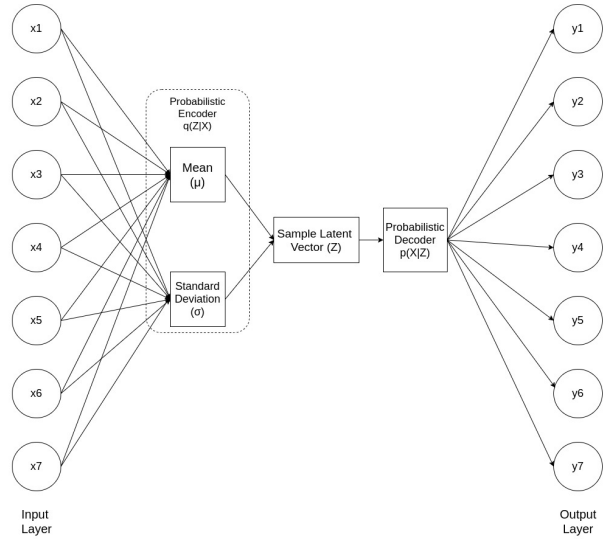 x1
x2
x3
x4
x5
x6
x7
Input
Layer
Probabilistic
Encoder
q(Z|X)
Mean
(μ)
Standard
Deviation
(σ)
Sample Latent
Vector (Z)
Probabilistic
Decoder
p(X|Z)
y1
y2
y3
y4
y5
y6
y7
Output
Layer